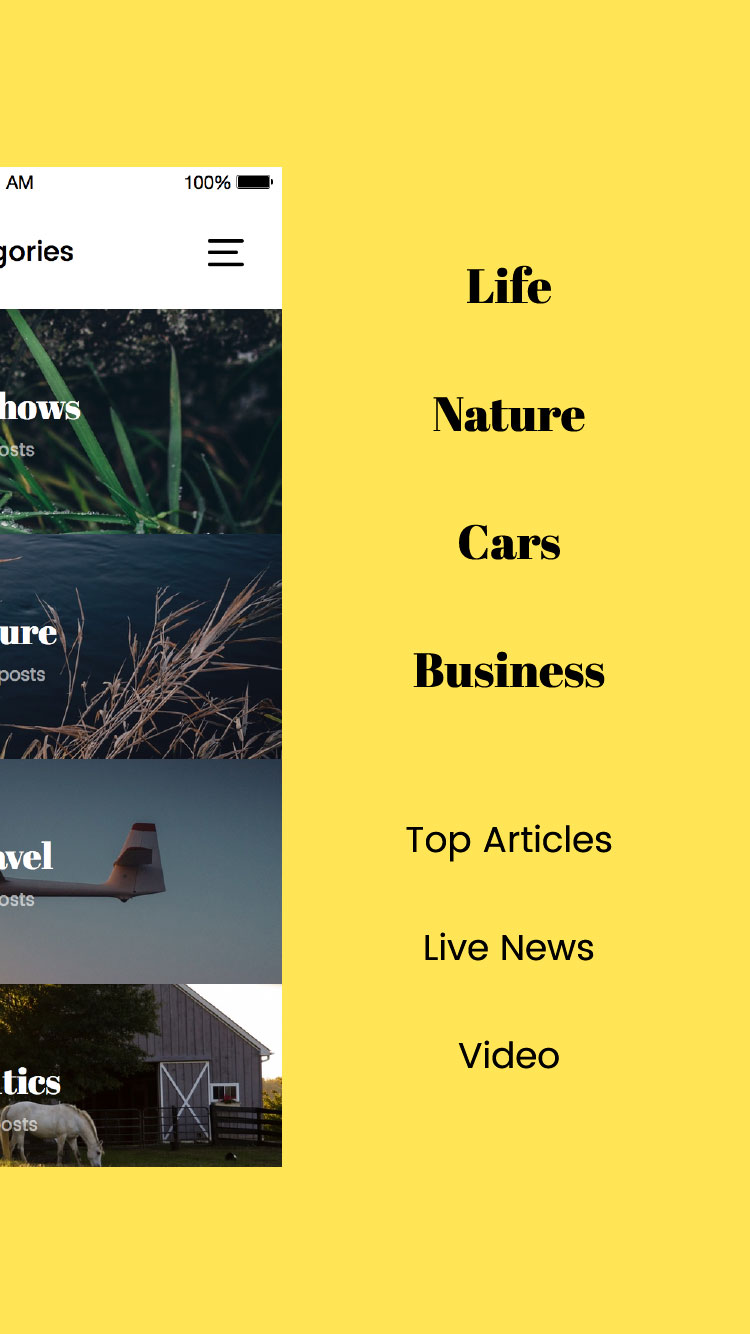 AM 100%
gories
hows
osts
ure
posts
avel
osts
tics
osts
Life
Nature
Cars
Business
Top Articles
Live News
Video